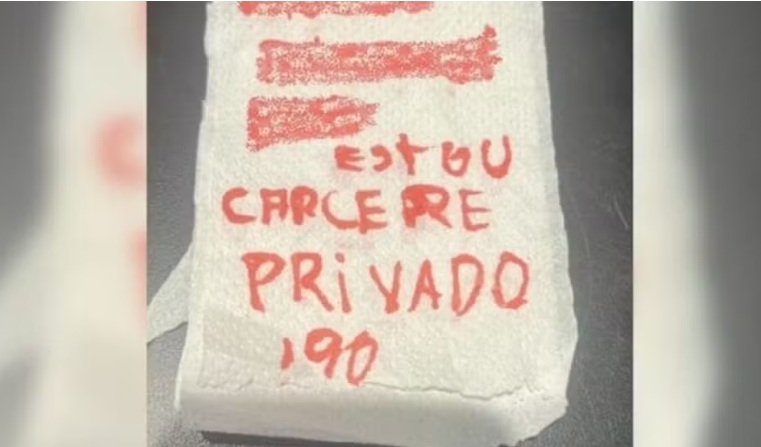 ESTOU
CARCERE
PRIVADO
190